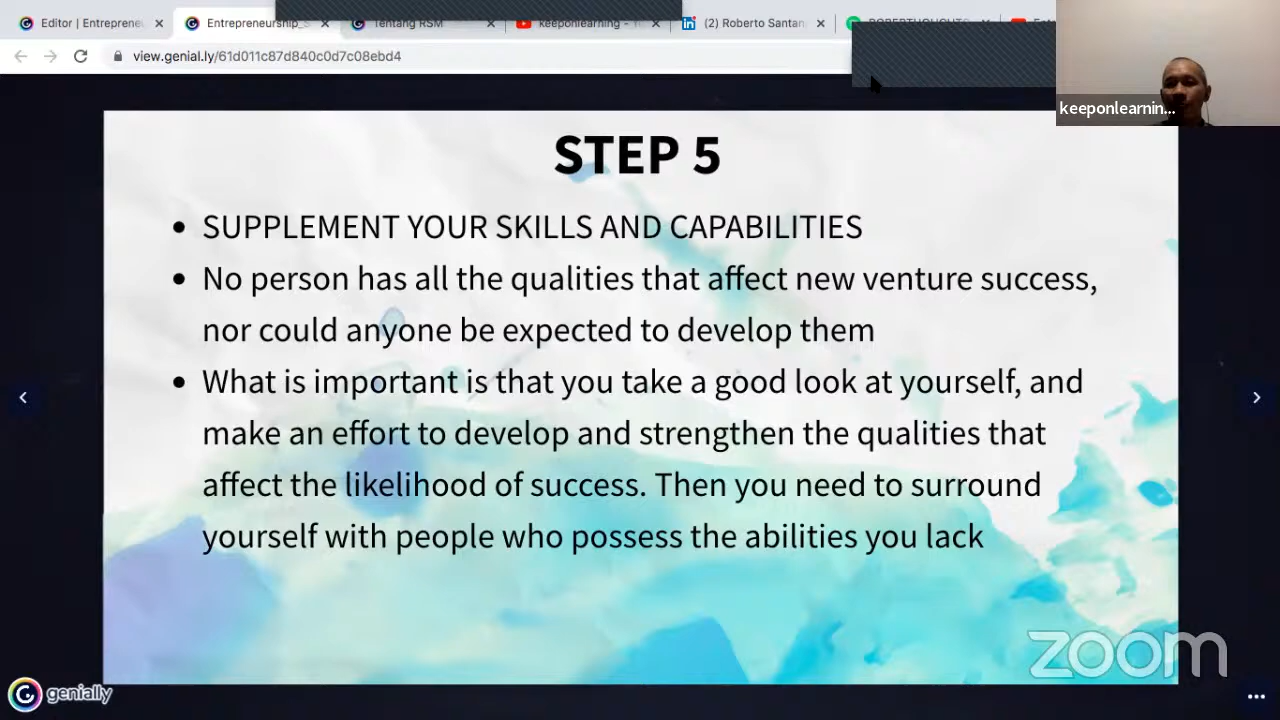 Editor | Entrepreneu
Entrepreneurship_S
Tentang RSM
keeponlearning - Yo
(2) Roberto Santan
view.genial.ly/61d011c87d840c0d7c08ebd4
keeponlearnin...
STEP 5
• SUPPLEMENT YOUR SKILLS AND CAPABILITIES
• No person has all the qualities that affect new venture success,
nor could anyone be expected to develop them
• What is important is that you take a good look at yourself, and
make an effort to develop and strengthen the qualities that
affect the likelihood of success. Then you need to surround
yourself with people who possess the abilities you lack
zoom
genially